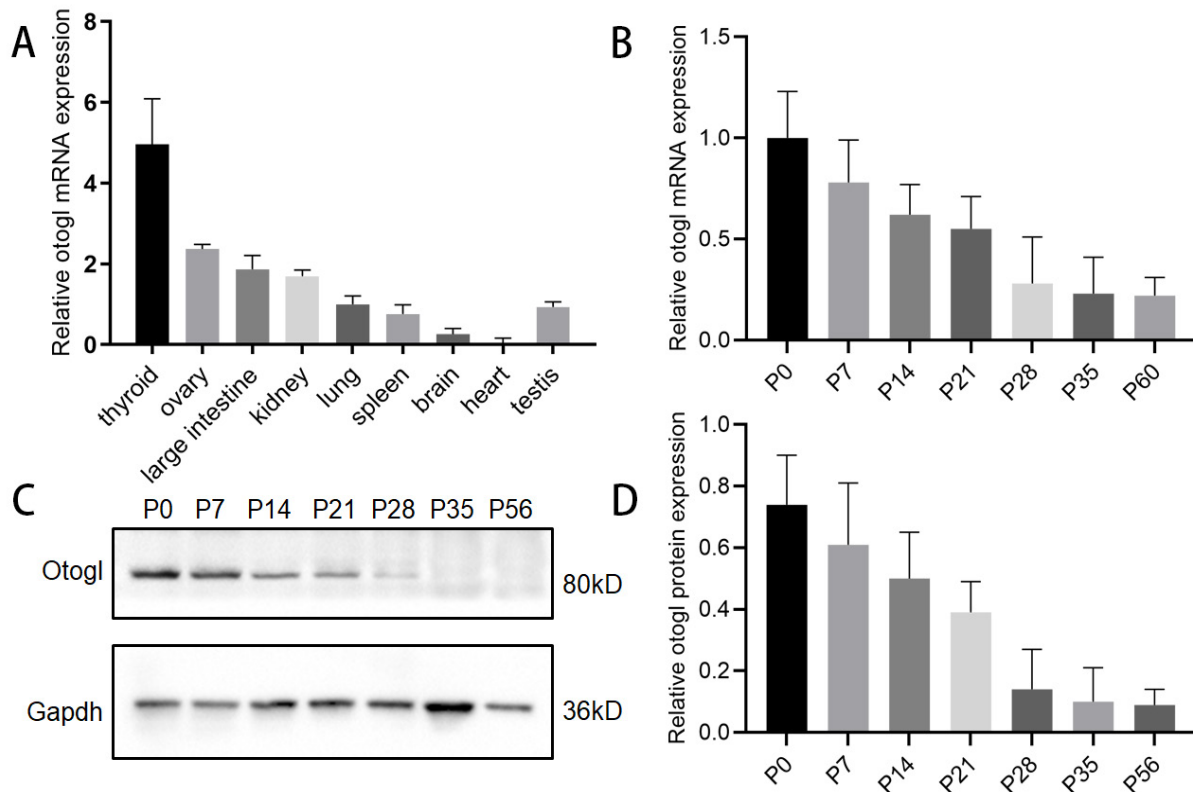 A
Relative otogl mRNA expression
8
6
4
2
0
thyroid
ovary
large intestine
kidney
lung
spleen
brain
heart
testis
B
Relative otogl mRNA expression
1.5
1.0
0.5
0.0
P0
P7
P14
P21
P28
P35
P60
C
P0 P7 P14 P21 P28 P35 P56
Otogl
80kD
Gapdh
36kD
D
Relative otogl protein expression
1.0
0.8
0.6
0.4
0.2
0.0
P0
P7
P14
P21
P28
P35
P56